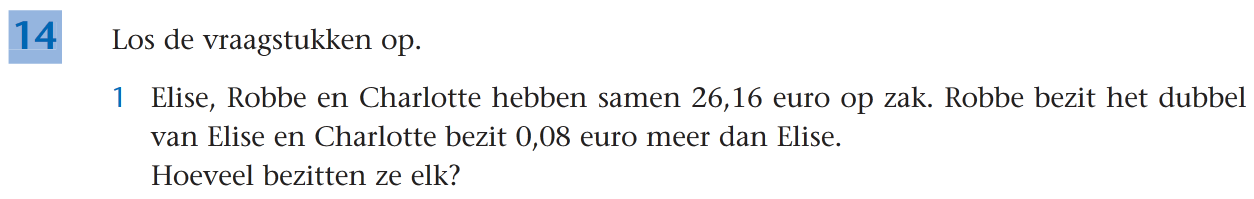 14 Los de vraagstukken op.
1 Elise, Robbe en Charlotte hebben samen 26,16 euro op zak. Robbe bezit het dubbel
van Elise en Charlotte bezit 0,08 euro meer dan Elise.
Hoeveel bezitten ze elk?